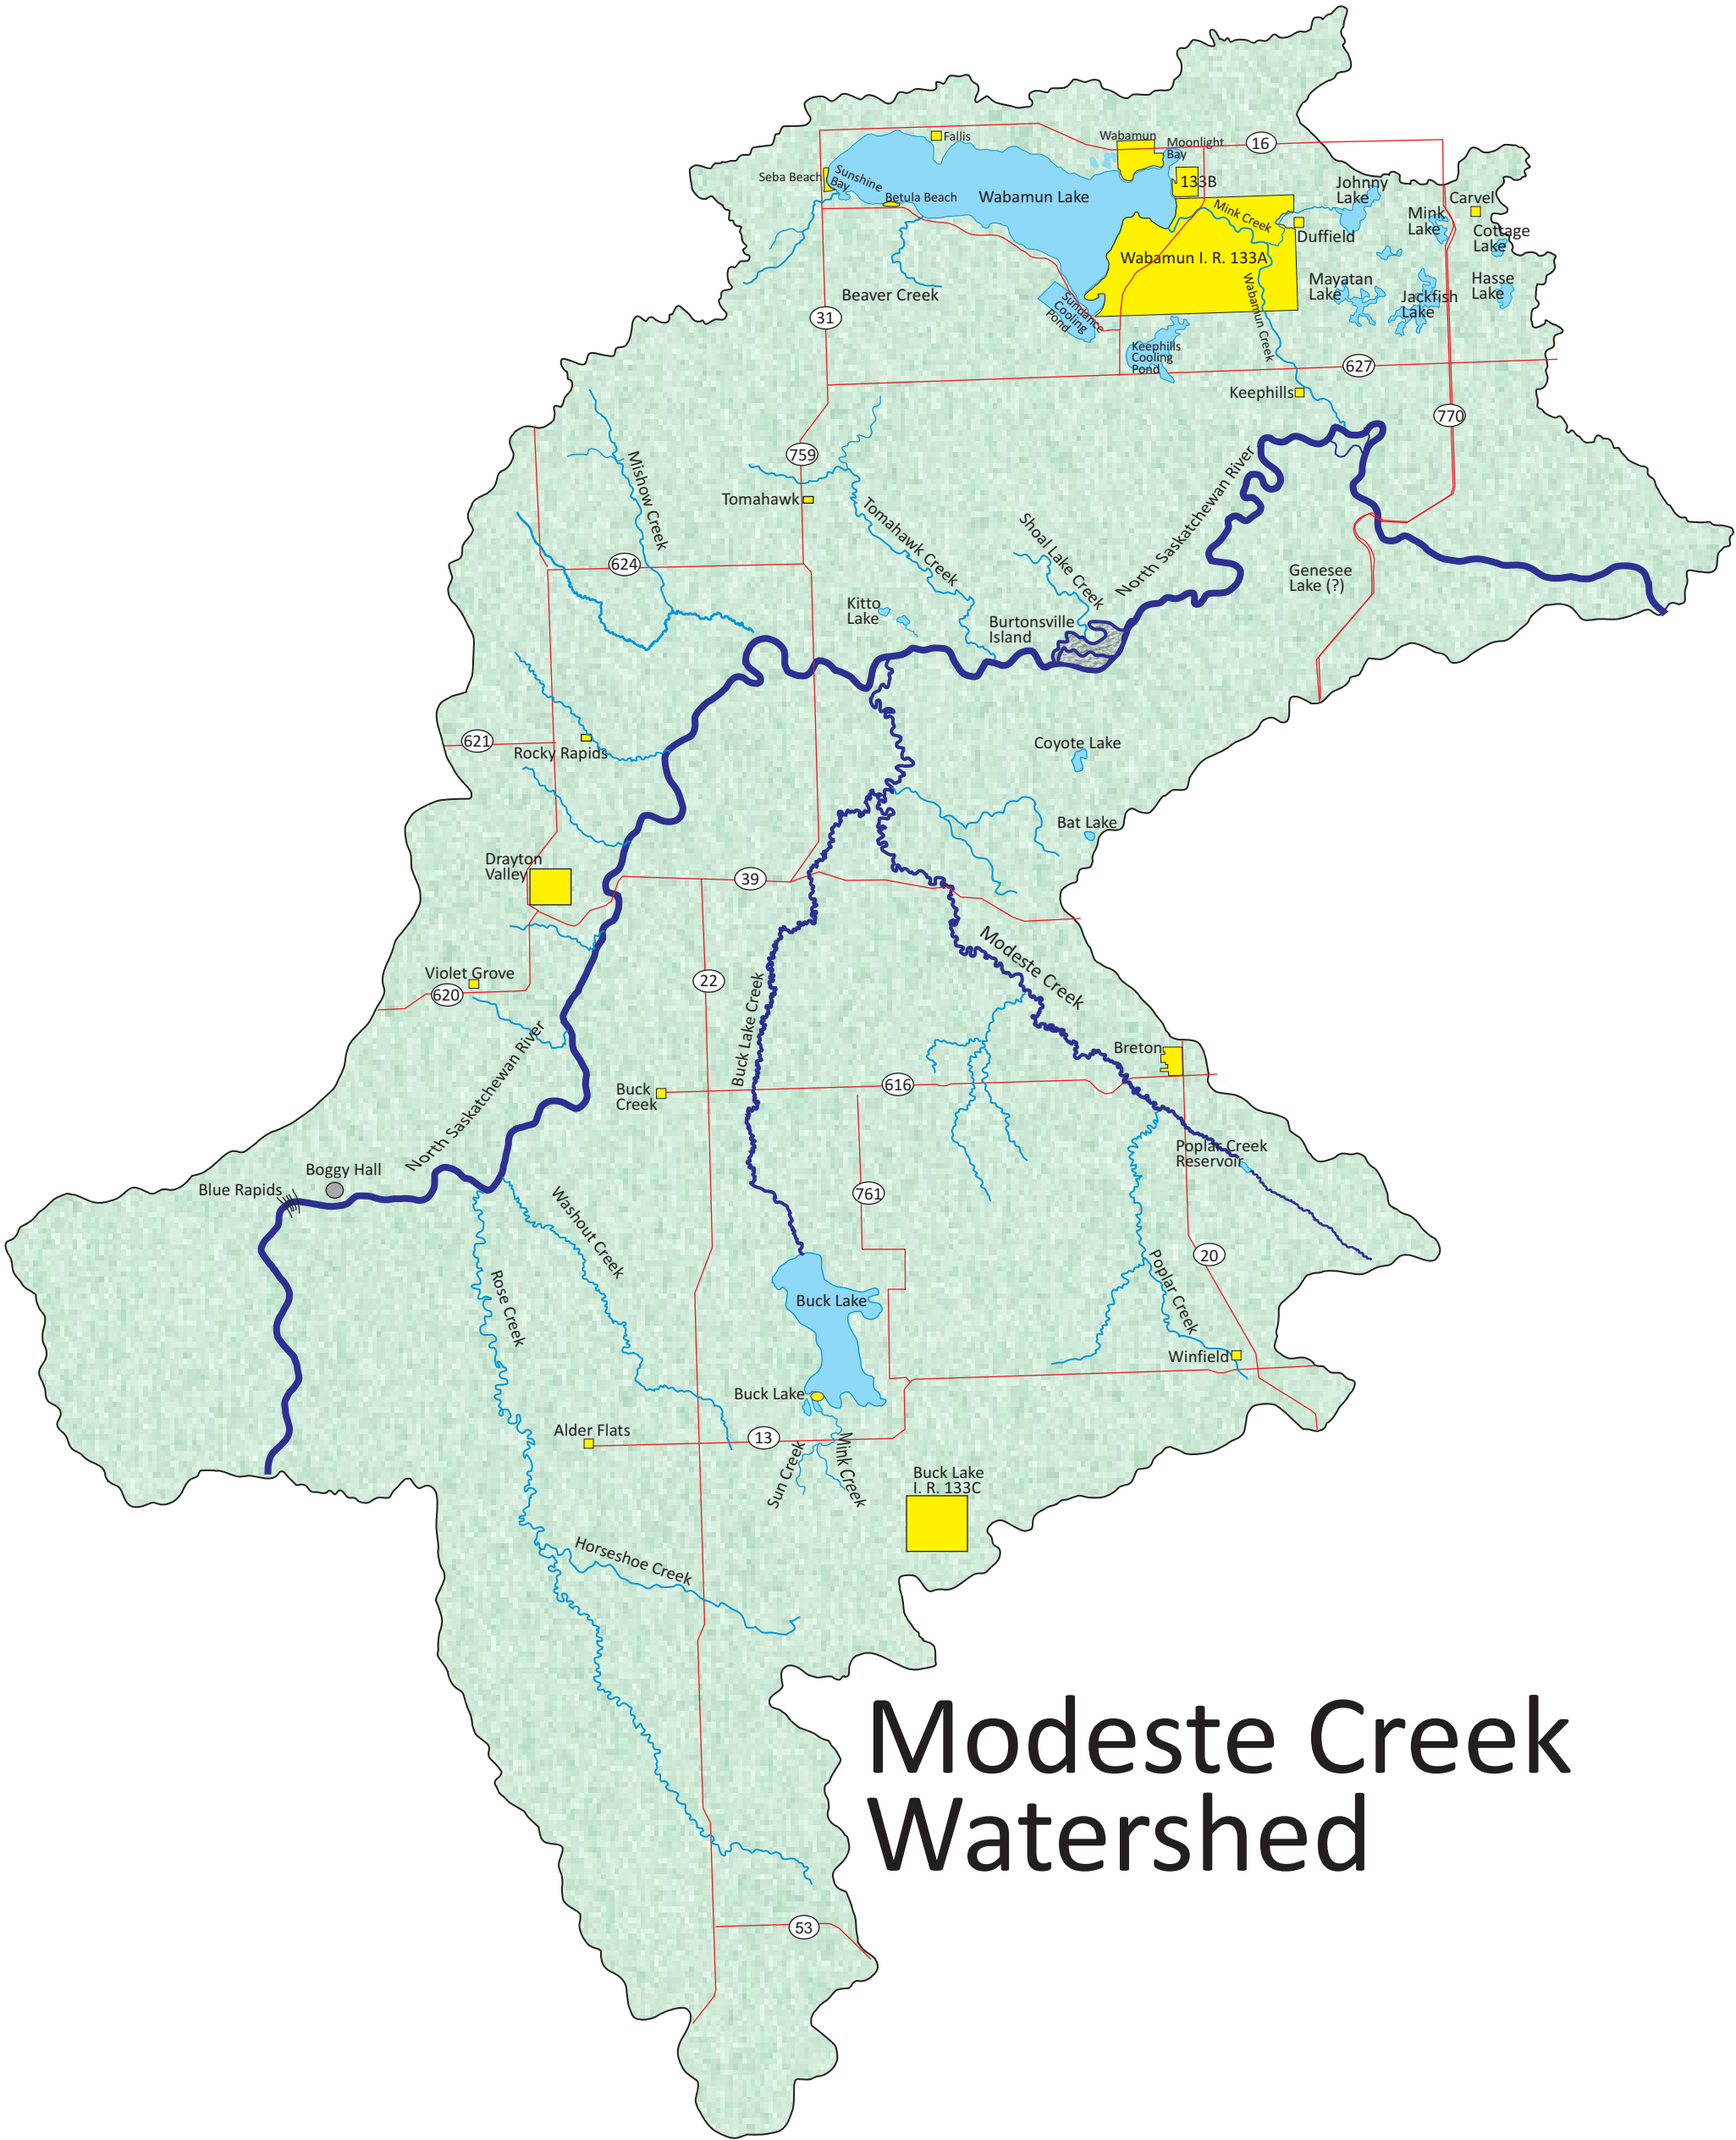 Fallis
Wabamun
Moonlight
Bay
16
Seba Beach
Sunshine
Bay
Betula Beach
Wabamun Lake
133B
Johnny
Lake
Carvel
Mink Creek
Duffield
Mink
Lake
Cottage
Lake
Wabamun I. R. 133A
Beaver Creek
Mayatan
Lake
Jackfish
Lake
Hasse
Lake
Sundance
Cooling
Pond
Wabamun Creek
31
Keephills
Cooling
Pond
627
Keephills
770
759
Mishow Creek
Tomahawk
Tomahawk Creek
Shoal Lake Creek
North Saskatchewan River
624
Genesee
Lake (?)
Kitto
Lake
Burtonsville
Island
621
Rocky Rapids
Coyote Lake
Bat Lake
Drayton
Valley
39
Modeste Creek
Violet Grove
620
22
Buck Lake Creek
North Saskatchewan River
Breton
Buck
Creek
616
Poplar Creek
Reservoir
Boggy Hall
Blue Rapids
761
Washout Creek
20
Rose Creek
Poplar Creek
Buck Lake
Winfield
Buck Lake
Alder Flats
13
Sun Creek
Mink Creek
Buck Lake
I. R. 133C
Horseshoe Creek
Modeste Creek
Watershed
53